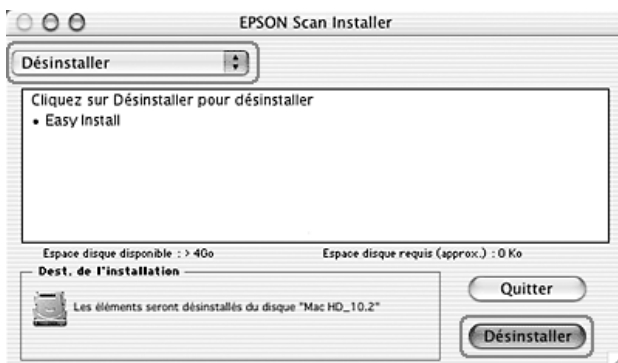 EPSON Scan Installer
Désinstaller
Cliquez sur Désinstaller pour désinstaller
• Easy Install
Espace disque disponible : > 4Go Espace disque requis (approx.) : 0 Ko
Dest. de l'installation
Les éléments seront désinstallés du disque "Mac HD_10.2"
Quitter
Désinstaller